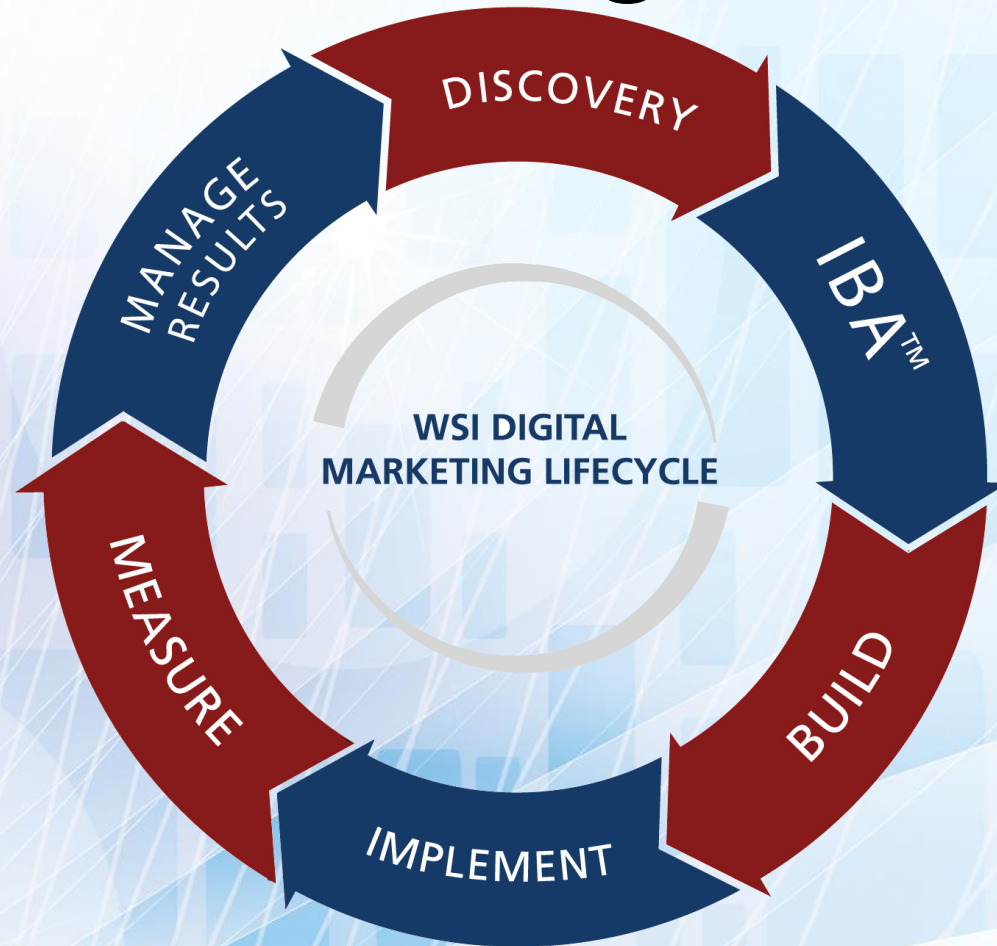 DISCOVERY
IBA™
BUILD
IMPLEMENT
MEASURE
MANAGE
RESULTS
WSI DIGITAL
MARKETING LIFECYCLE